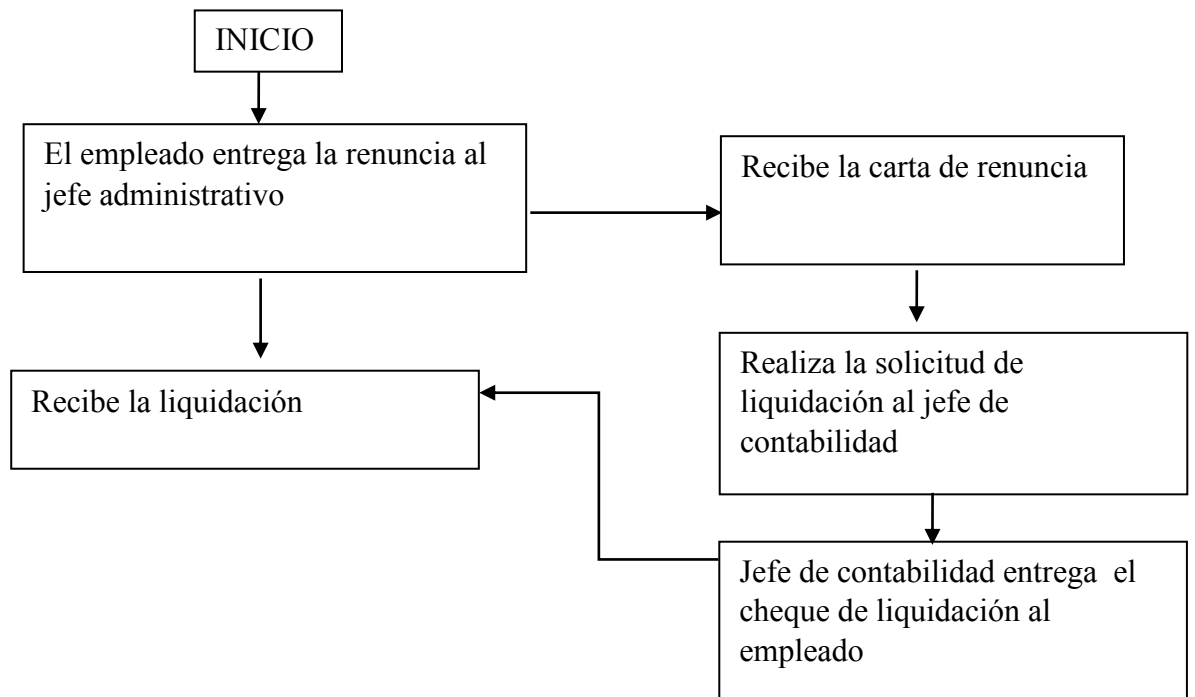 INICIO
El empleado entrega la renuncia al
jefe administrativo
Recibe la carta de renuncia
Realiza la solicitud de
liquidación al jefe de
contabilidad
Recibe la liquidación
Jefe de contabilidad entrega  el
cheque de liquidación al
empleado